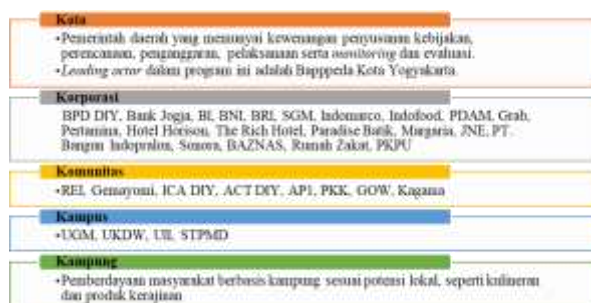 Kota
•Pemerintah daerah yang mempunyai kewenangan penyusunan kebijakan,
perencanaan, penganggaran, pelaksanaan serta monitoring dan evaluasi.
•Leading actor dalam program ini adalah Bapppeda Kota Yogyakarta.
Korporasi
BPD DIY, Bank Jogja, BI, BNI, BRI, SGM, Indomarco, Indofood, PDAM, Grab,
Pertamina, Hotel Horison, The Rich Hotel, Paradise Batik, Margaria, JNE, PT.
Bangun Indopralon, Sonora, BAZNAS, Rumah Zakat, PKPU
Komunitas
•REI, Gemayomi, ICA DIY, ACT DIY, API, PKK, GOW, Kagama
Kampus
•UGM, UKDW, UII, STPMD
Kampung
•Pemberdayaan masyarakat berbasis kampung sesuai potensi lokal, seperti kulineran
dan produk kerajinan